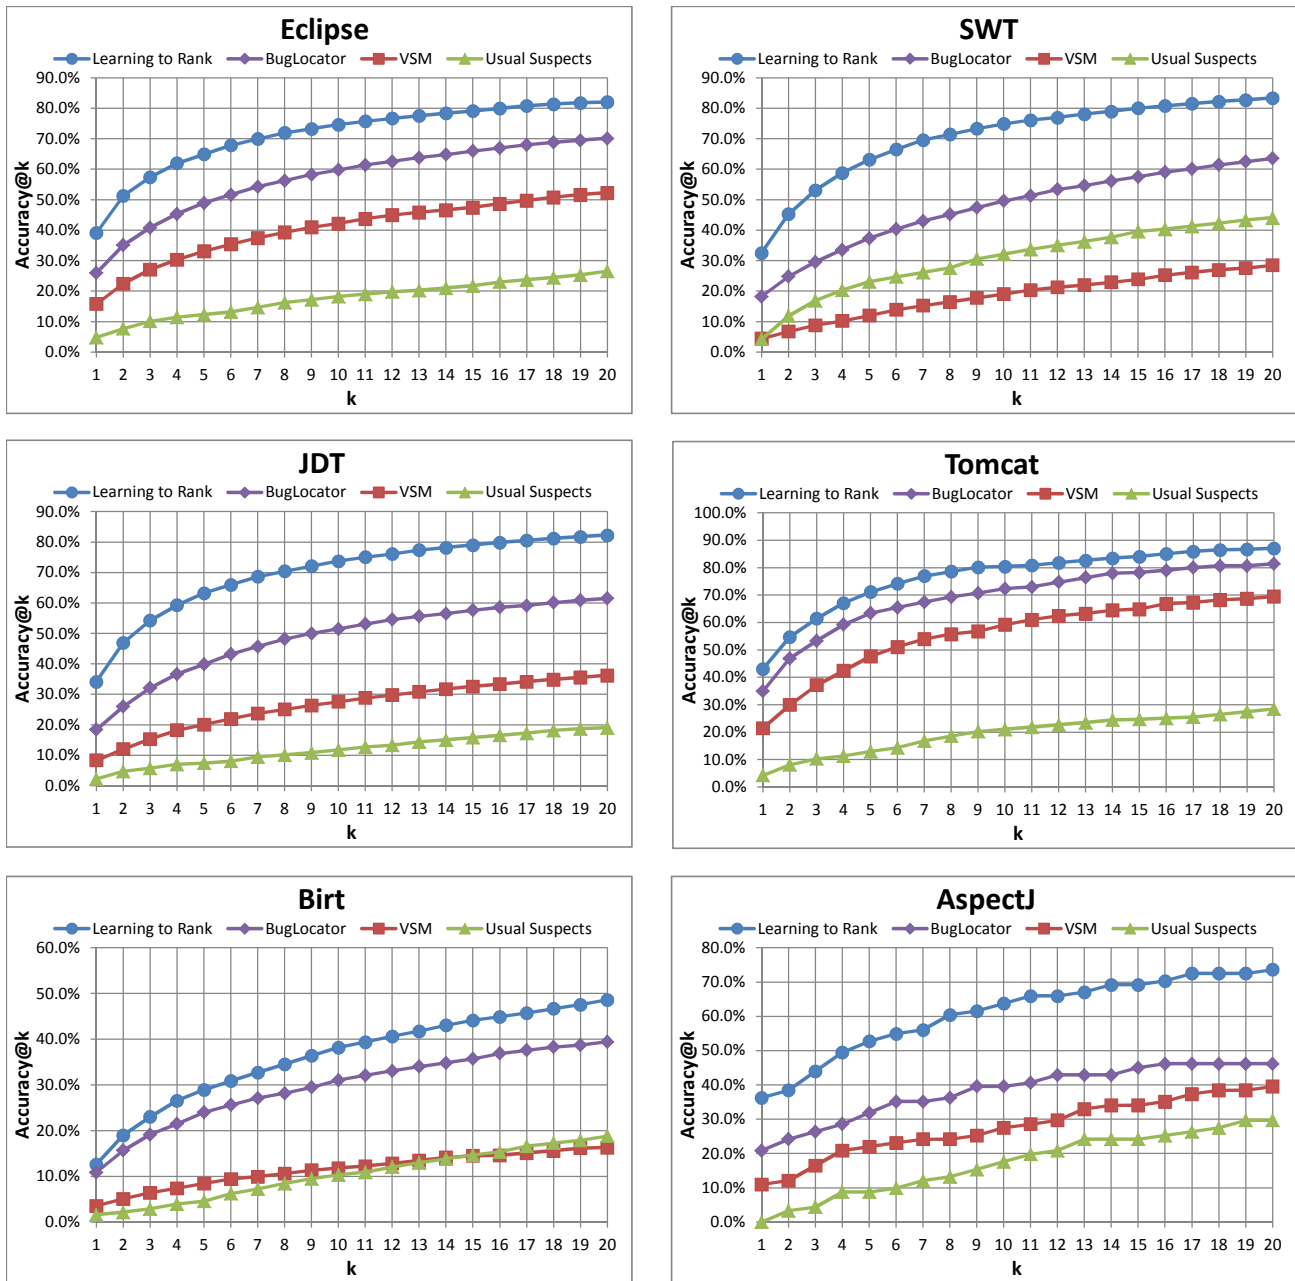 Eclipse
Learning to Rank BugLocator VSM Usual Suspects
90.0%
80.0%
70.0%
60.0%
50.0%
40.0%
30.0%
20.0%
10.0%
0.0%
Accuracy@k
1 2 3 4 5 6 7 8 9 10 11 12 13 14 15 16 17 18 19 20
k
SWT
Learning to Rank BugLocator VSM Usual Suspects
90.0%
80.0%
70.0%
60.0%
50.0%
40.0%
30.0%
20.0%
10.0%
0.0%
Accuracy@k
1 2 3 4 5 6 7 8 9 10 11 12 13 14 15 16 17 18 19 20
k
JDT
Learning to Rank BugLocator VSM Usual Suspects
90.0%
80.0%
70.0%
60.0%
50.0%
40.0%
30.0%
20.0%
10.0%
0.0%
Accuracy@k
1 2 3 4 5 6 7 8 9 10 11 12 13 14 15 16 17 18 19 20
k
Tomcat
Learning to Rank BugLocator VSM Usual Suspects
100.0%
90.0%
80.0%
70.0%
60.0%
50.0%
40.0%
30.0%
20.0%
10.0%
0.0%
Accuracy@k
1 2 3 4 5 6 7 8 9 10 11 12 13 14 15 16 17 18 19 20
k
Birt
Learning to Rank BugLocator VSM Usual Suspects
60.0%
50.0%
40.0%
30.0%
20.0%
10.0%
0.0%
Accuracy@k
1 2 3 4 5 6 7 8 9 10 11 12 13 14 15 16 17 18 19 20
k
AspectJ
Learning to Rank BugLocator VSM Usual Suspects
80.0%
70.0%
60.0%
50.0%
40.0%
30.0%
20.0%
10.0%
0.0%
Accuracy@k
1 2 3 4 5 6 7 8 9 10 11 12 13 14 15 16 17 18 19 20
k